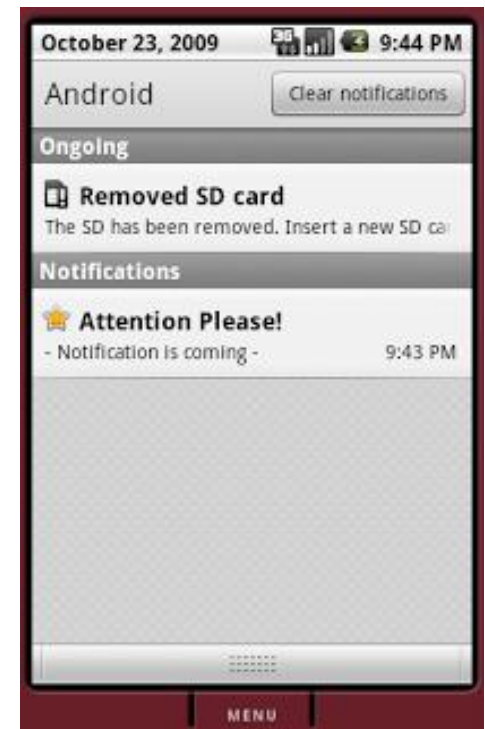 October 23, 2009 3G 9:44 PM
Android Clear notifications
Ongoing
Removed SD card
The SD has been removed. Insert a new SD ca
Notifications
Attention Please!
- Notification is coming - 9:43 PM
MENU